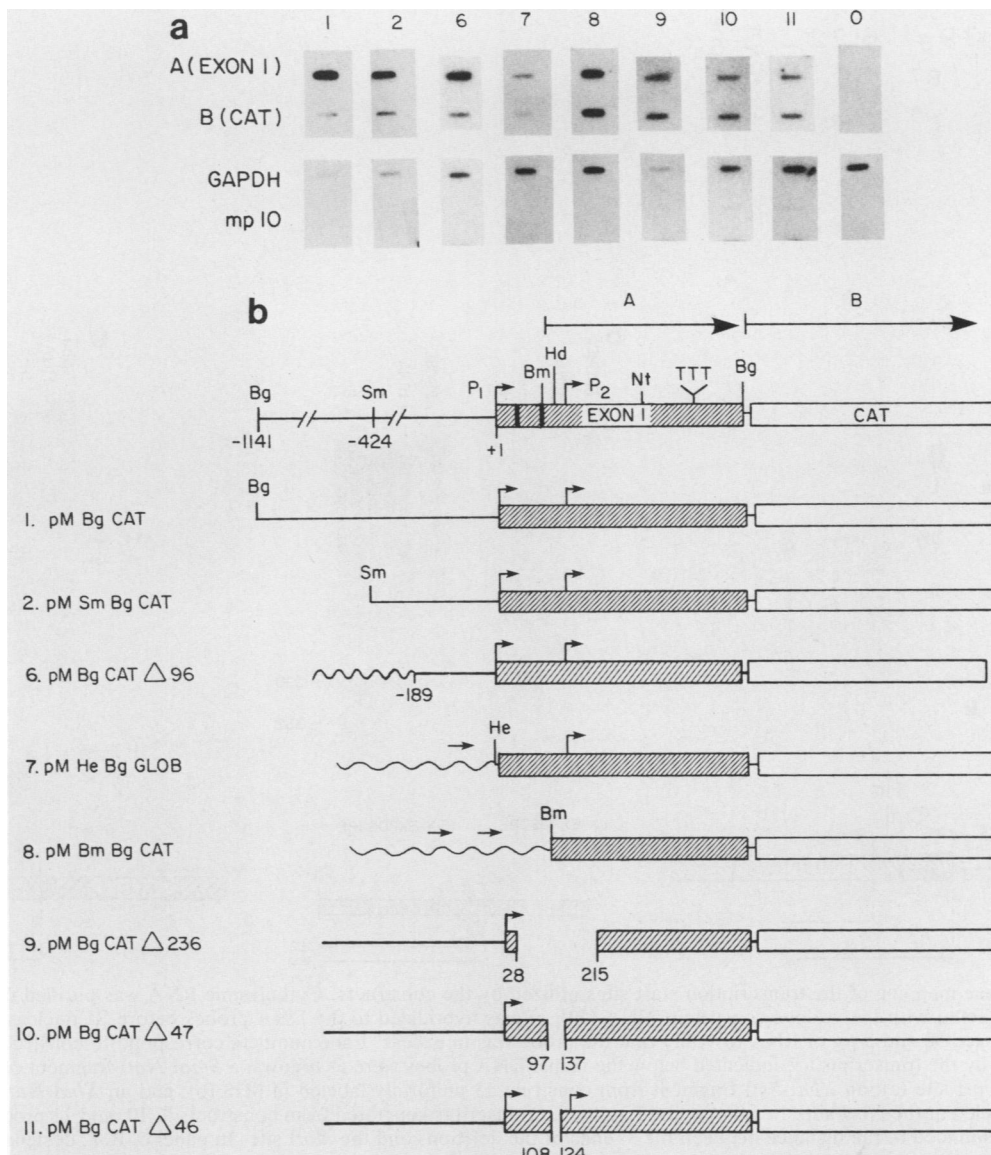 a
1 2 6 7 8 9 10 11 0
A (EXON I)
B (CAT)
GAPDH
mp 10
b
A B
Hd
Bg Sm P1 Bm P2 Nt TTT Bg
EXON I CAT
-1141 -424 +1
Bg
1. pM Bg CAT
Sm
2. pM Sm Bg CAT
6. pM Bg CAT △ 96
-189
He
7. pM He Bg GLOB
Bm
8. pM Bm Bg CAT
9. pM Bg CAT △ 236
28 215
10. pM Bg CAT △ 47
97 137
11. pM Bg CAT △ 46
108 124